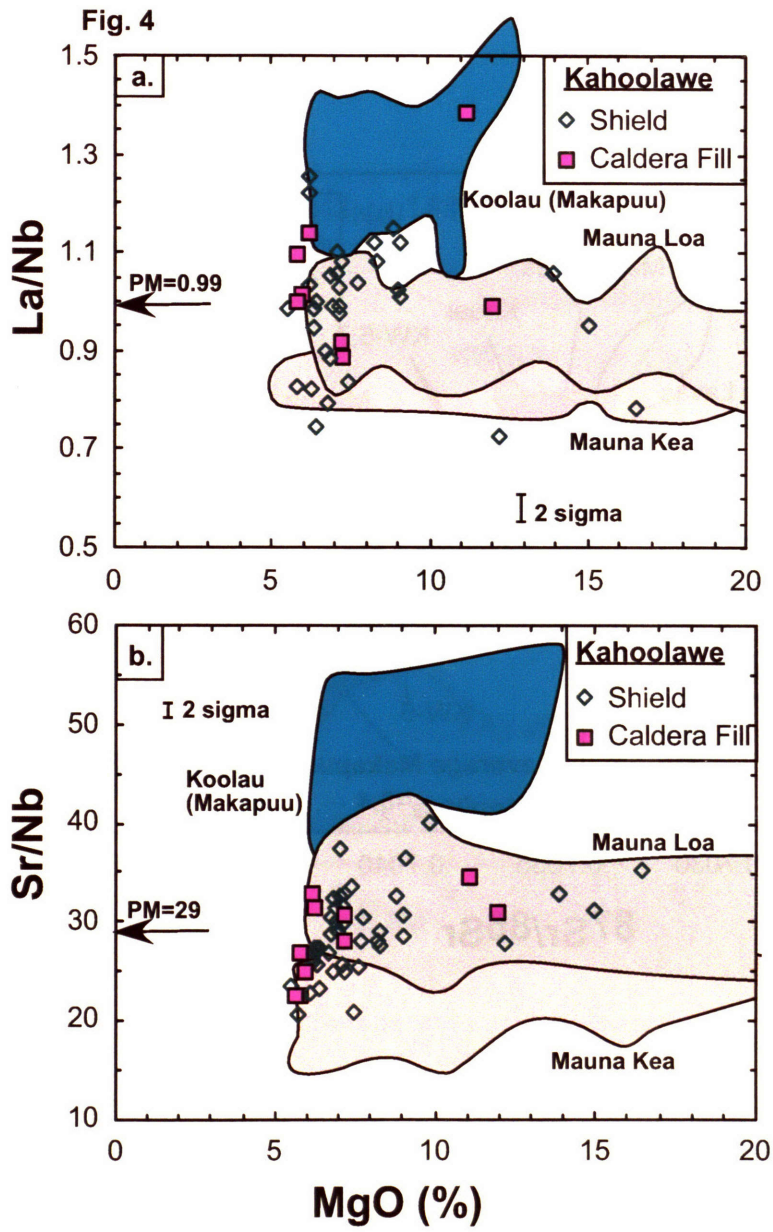 Fig. 4
1.5
a.
Kahoolawe
Shield
Caldera Fill
1.3
Koolau (Makapuu)
Mauna Loa
1.1
La/Nb
PM=0.99
0.9
0.7
Mauna Kea
2 sigma
0.5
0 5 10 15 20
60
b.
Kahoolawe
Shield
Caldera Fill
2 sigma
50
Koolau
(Makapuu)
40
Mauna Loa
Sr/Nb
PM=29
30
20
Mauna Kea
10
0 5 10 15 20
MgO (%)